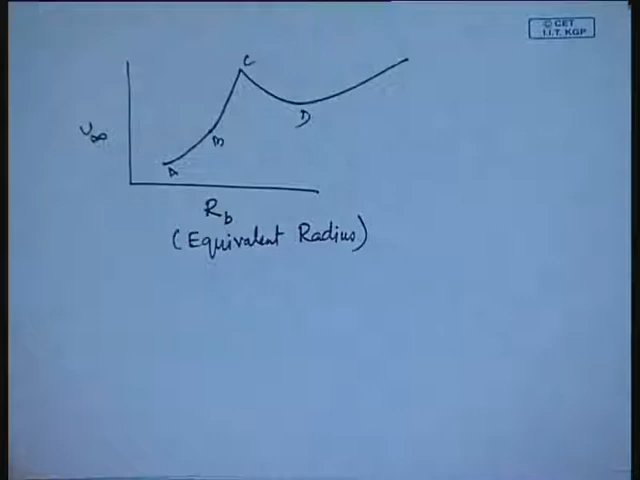 © CET
I.I.T. KGP
C
U∞
B
D
A
R_b
(Equivalent Radius)